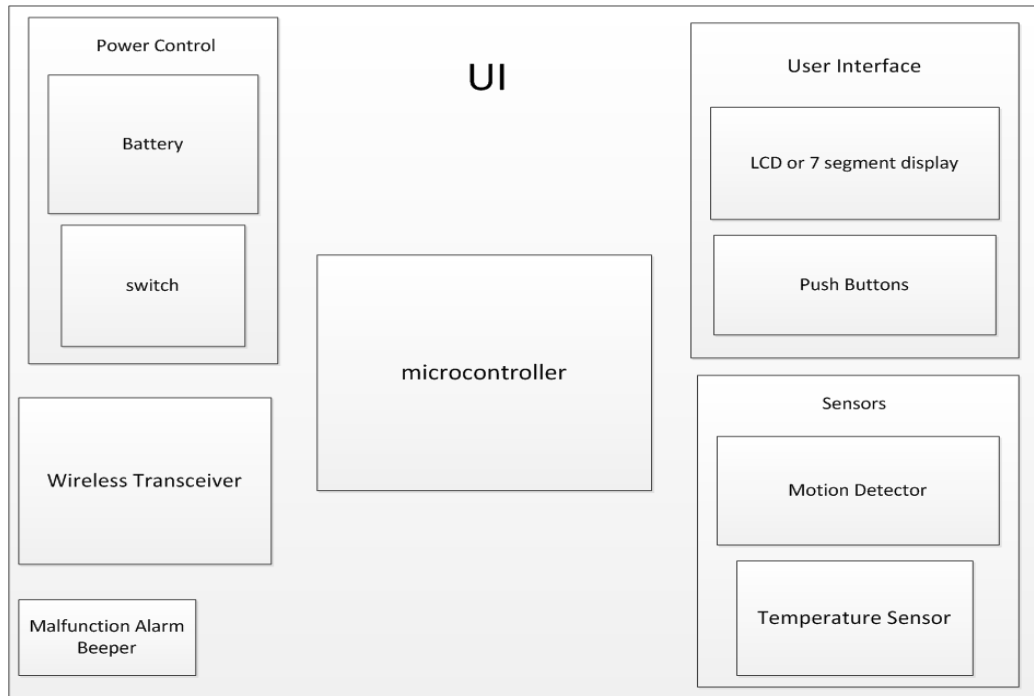 Power Control
Battery
switch
UI
User Interface
LCD or 7 segment display
Push Buttons
microcontroller
Wireless Transceiver
Malfunction Alarm
Beeper
Sensors
Motion Detector
Temperature Sensor